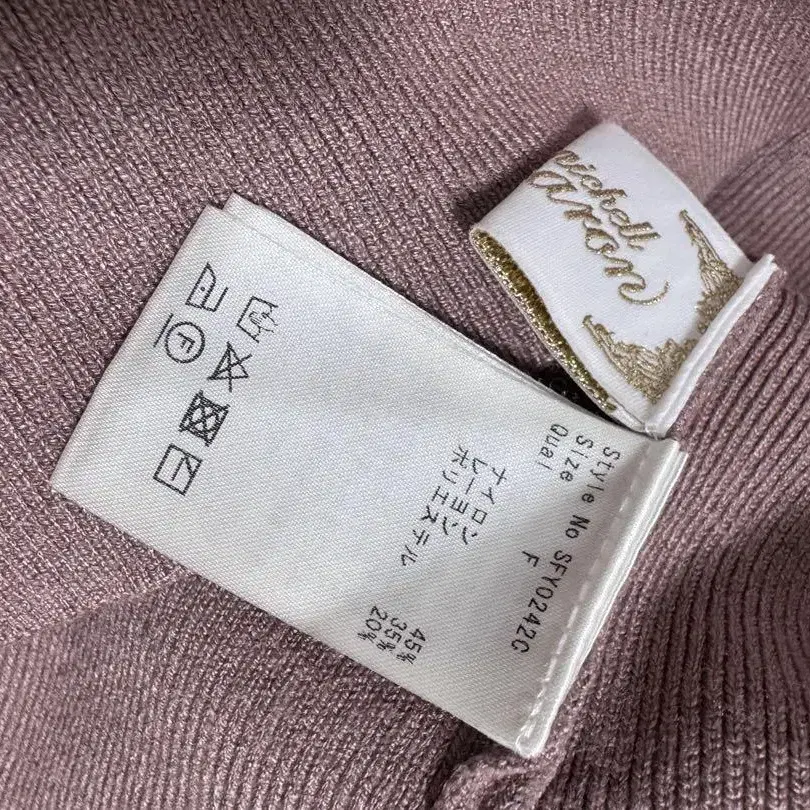 Style No SFY0242C
Size F
Qual
ナイロン 45%
レーヨン 35%
ポリエステル 20%
F